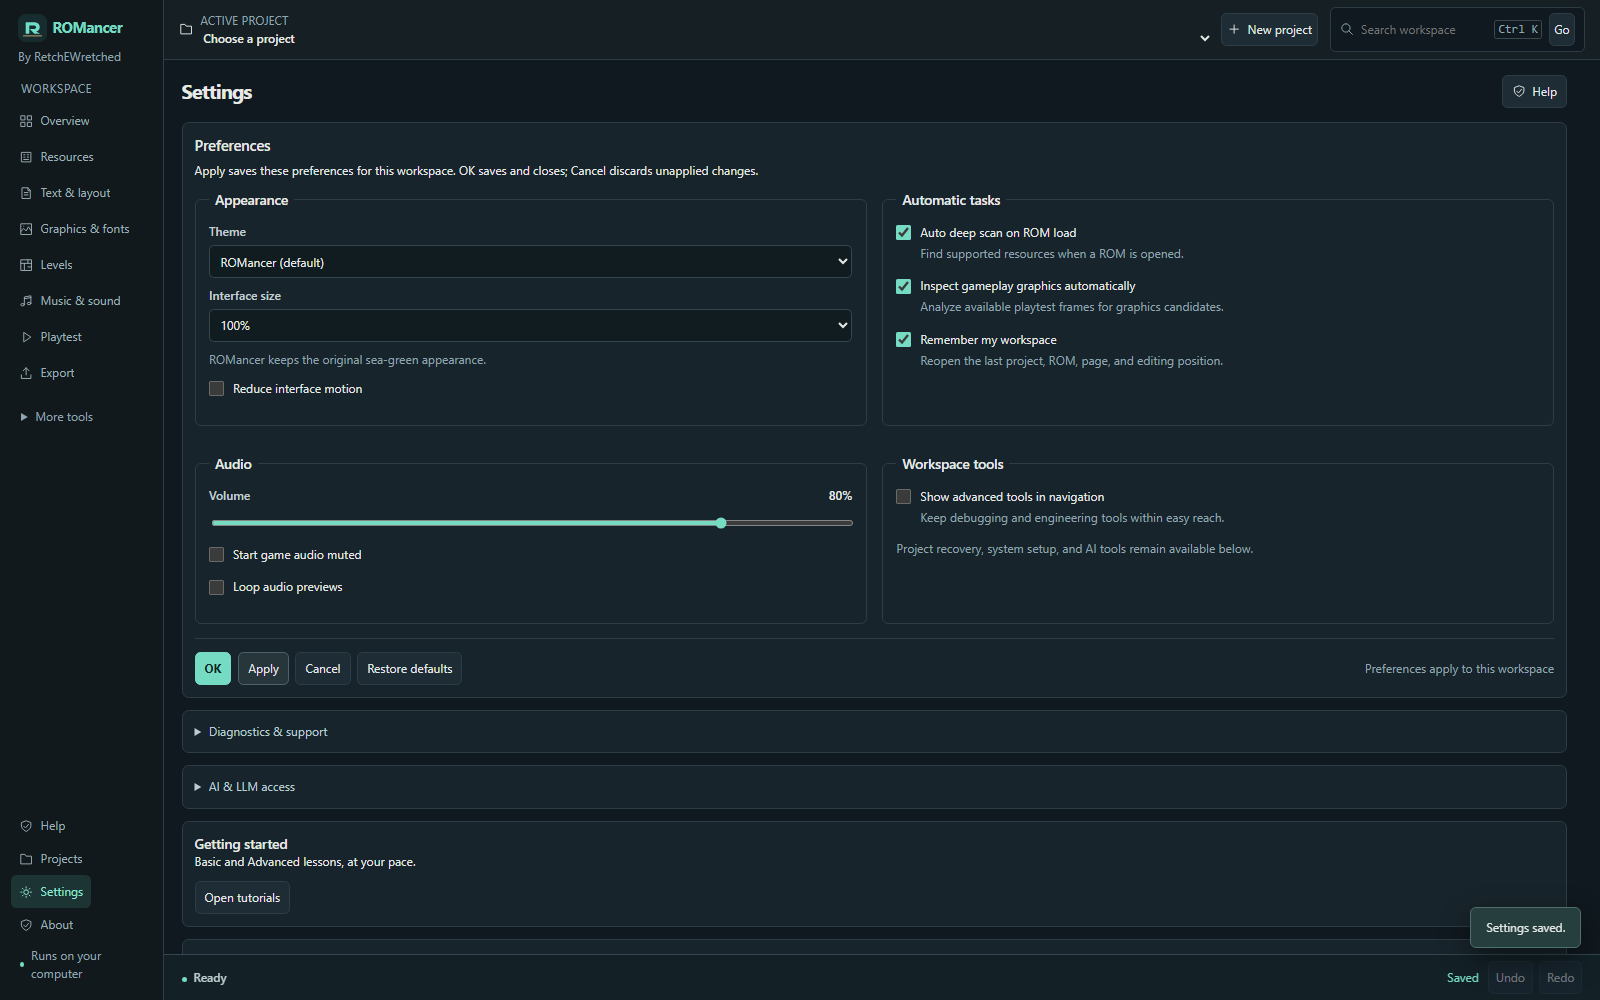 ROMancer
By RetchEWretched
WORKSPACE
Overview
Resources
Text & layout
Graphics & fonts
Levels
Music & sound
Playtest
Export
More tools
Help
Projects
Settings
About
Runs on your
computer
ACTIVE PROJECT
Choose a project
New project
Search workspace
Ctrl K
Go
Settings
Help
Preferences
Apply saves these preferences for this workspace. OK saves and closes; Cancel discards unapplied changes.
Appearance
Theme
ROMancer (default)
Interface size
100%
ROMancer keeps the original sea-green appearance.
Reduce interface motion
Automatic tasks
Auto deep scan on ROM load
Find supported resources when a ROM is opened.
Inspect gameplay graphics automatically
Analyze available playtest frames for graphics candidates.
Remember my workspace
Reopen the last project, ROM, page, and editing position.
Audio
Volume
80%
Start game audio muted
Loop audio previews
Workspace tools
Show advanced tools in navigation
Keep debugging and engineering tools within easy reach.
Project recovery, system setup, and AI tools remain available below.
OK
Apply
Cancel
Restore defaults
Preferences apply to this workspace
Diagnostics & support
AI & LLM access
Getting started
Basic and Advanced lessons, at your pace.
Open tutorials
Settings saved.
Ready
Saved
Undo
Redo